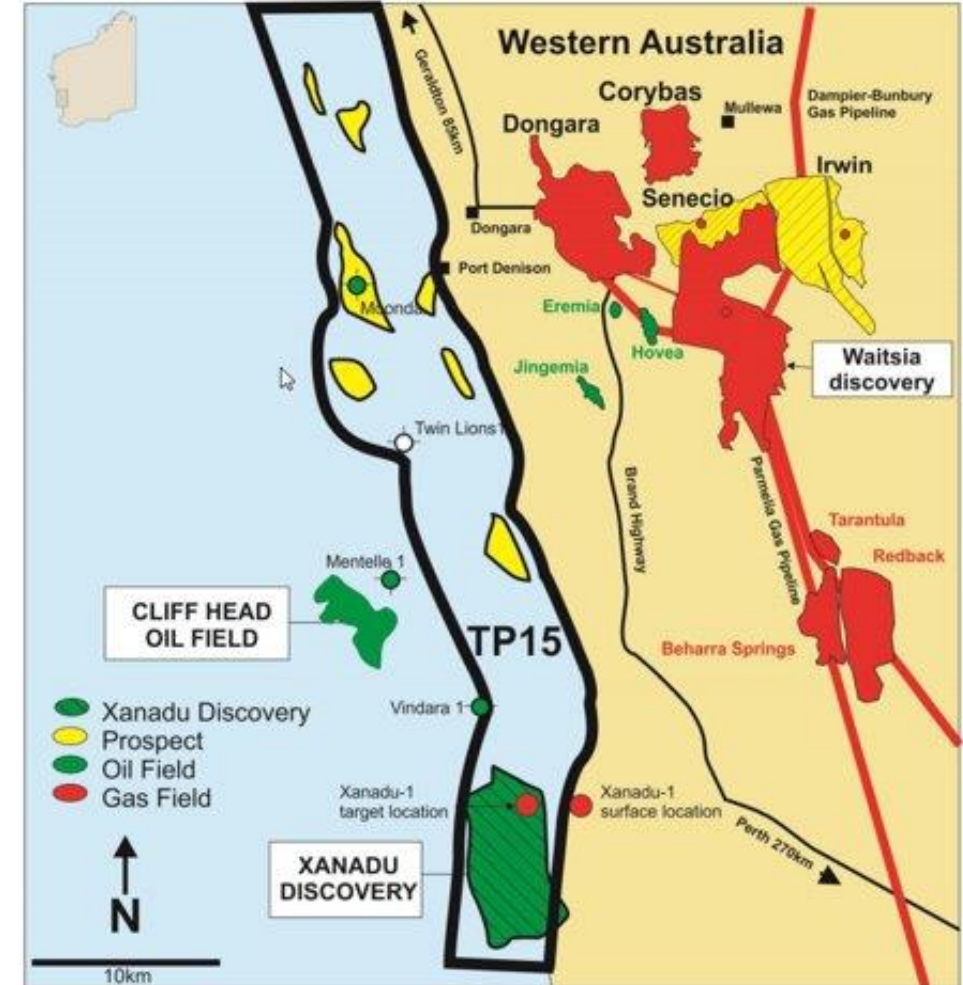 Western Australia
Geraldton 85km
Corybas
Mullewa
Dampier-Bunbury
Gas Pipeline
Dongara
Irwin
Senecio
Dongara
Port Denison
Moonda
Eremia
Hovea
Jingemia
Waitsia
discovery
Twin Lions1
Brand Highway
Parmelia Gas Pipeline
Tarantula
Redback
Mentelle 1
CLIFF HEAD
OIL FIELD
TP15
Beharra Springs
Vindara 1
Xanadu Discovery
Prospect
Oil Field
Gas Field
Xanadu-1
target location
Xanadu-1
surface location
Perth 270km
XANADU
DISCOVERY
N
10km